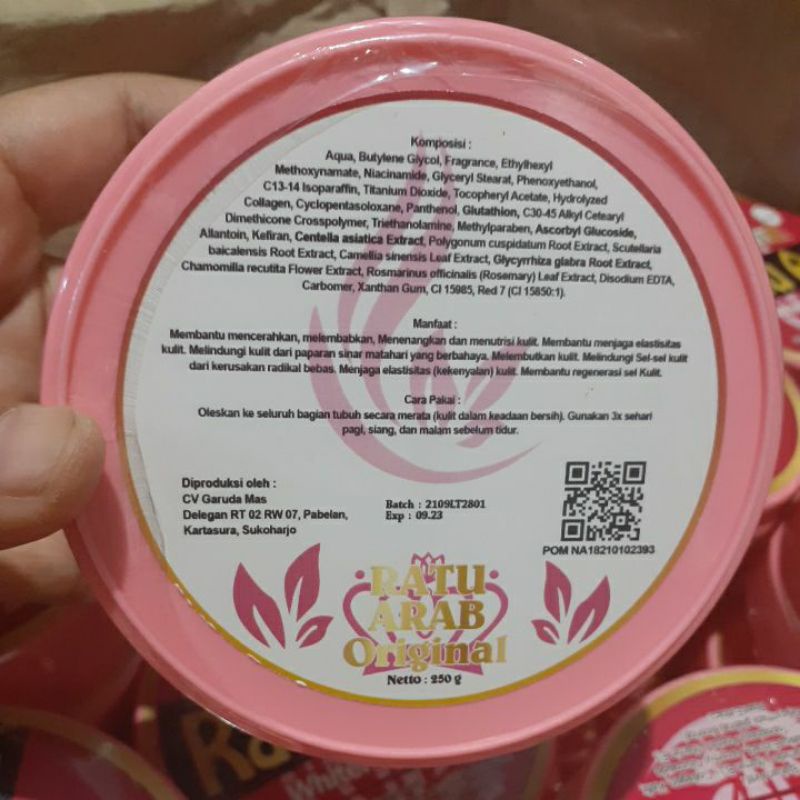 Komposisi :
Aqua, Butylene Glycol, Fragrance, Ethylhexyl
Methoxynamate, Niacinamide, Glyceryl Stearat, Phenoxyethanol,
C13-14 Isoparaffin, Titanium Dioxide, Tocopheryl Acetate, Hydrolyzed
Collagen, Cyclopentasoloxane, Panthenol, Glutathion, C30-45 Alkyl Cetearyl
Dimethicone Crosspolymer, Triethanolamine, Methylparaben, Ascorbyl Glucoside,
Allantoin, Kefiran, Centella asiatica Extract, Polygonum cuspidatum Root Extract, Scutellaria
baicalensis Root Extract, Camellia sinensis Leaf Extract, Glycyrrhiza glabra Root Extract,
Chamomilla recutita Flower Extract, Rosmarinus officinalis (Rosemary) Leaf Extract, Disodium EDTA,
Carbomer, Xanthan Gum, CI 15985, Red 7 (CI 15850:1).
Manfaat :
Membantu mencerahkan, melembabkan, Menenangkan dan menutrisi kulit. Membantu menjaga elastisitas
kulit. Melindungi kulit dari paparan sinar matahari yang berbahaya. Melembutkan kulit. Melindungi Sel-sel kulit
dari kerusakan radikal bebas. Menjaga elastisitas (kekenyalan) kulit. Membantu regenerasi sel Kulit.
Cara Pakai :
Oleskan ke seluruh bagian tubuh secara merata (kulit dalam keadaan bersih). Gunakan 3x sehari
pagi, siang, dan malam sebelum tidur.
Diproduksi oleh :
CV Garuda Mas
Delegan RT 02 RW 07, Pabelan,
Kartasura, Sukoharjo
Batch : 2109LT2801
Exp : 09.23
POM NA18210102393
RATU
ARAB
Original
Netto : 250 g